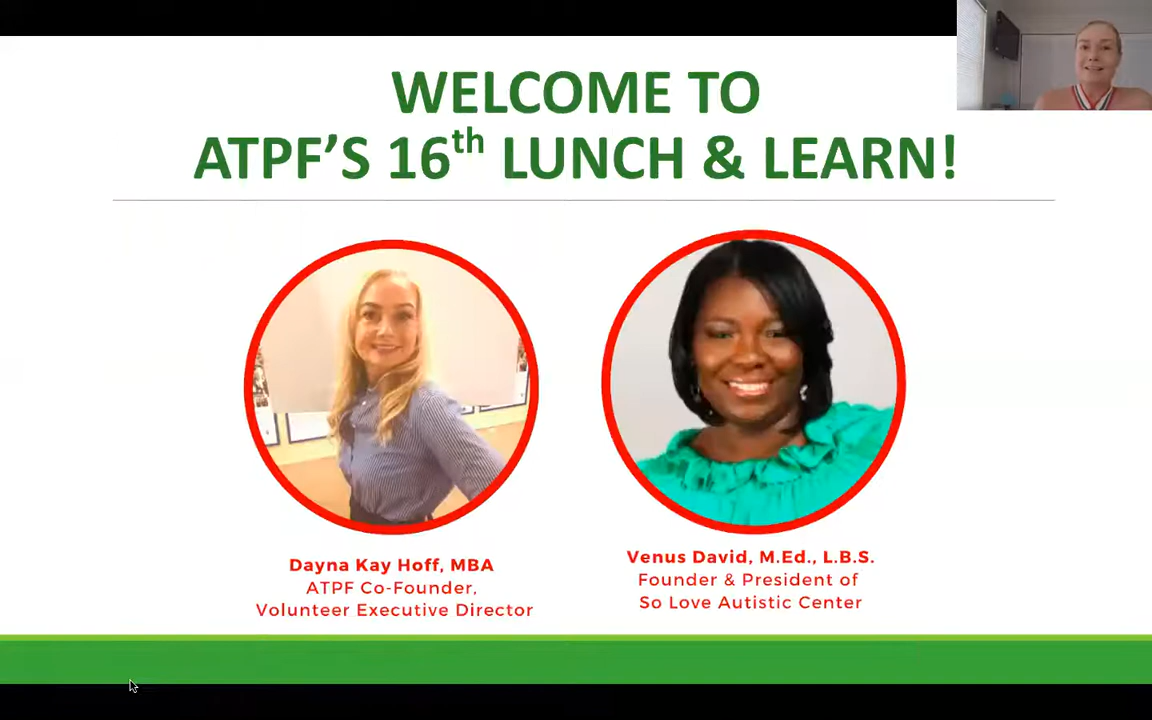 WELCOME TO
ATPF’S 16th LUNCH & LEARN!
Dayna Kay Hoff, MBA
ATPF Co-Founder,
Volunteer Executive Director
Venus David, M.Ed., L.B.S.
Founder & President of
So Love Autistic Center